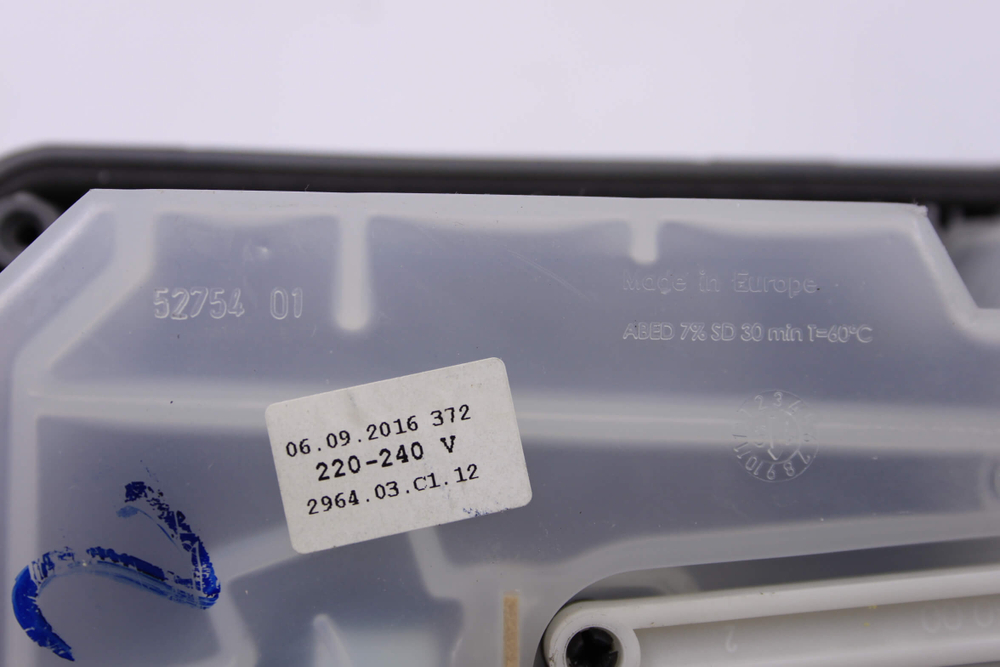 52754 01
Made in Europe
ABED 7% SD 30 min T=60°C
06.09.2016 372
220-240 V
2964.03.C1.12
2